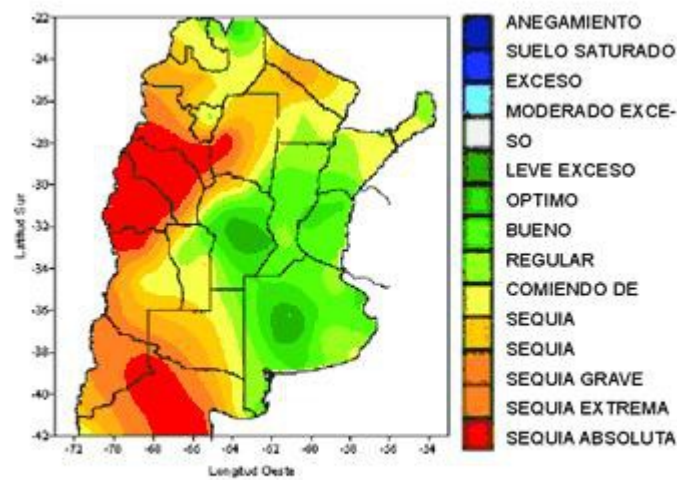 -22
-24
-26
-28
-30
-32
-34
-36
-38
-40
-42
Latitud Sur
-72 -70 -68 -66 -64 -62 -60 -58 -56 -54
Longitud Oeste
ANEGAMIENTO
SUELO SATURADO
EXCESO
MODERADO EXCE-
SO
LEVE EXCESO
OPTIMO
BUENO
REGULAR
COMIENDO DE
SEQUIA
SEQUIA
SEQUIA GRAVE
SEQUIA EXTREMA
SEQUIA ABSOLUTA